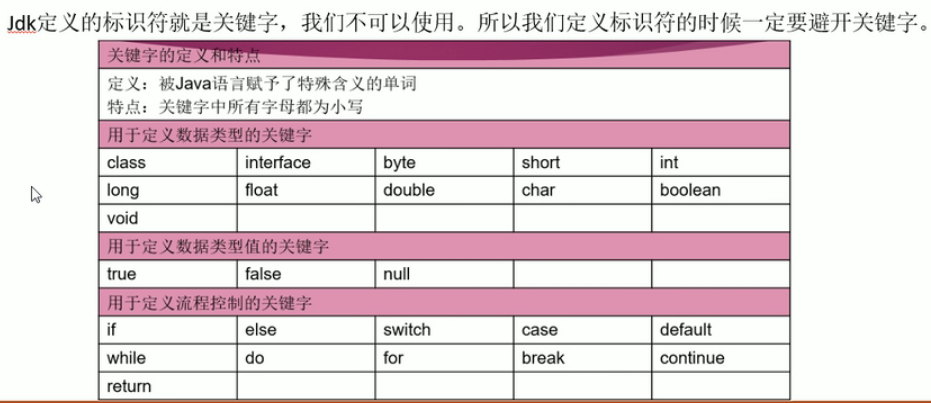 Jdk定义的标识符就是关键字，我们不可以使用。所以我们定义标识符的时候一定要避开关键字。
关键字的定义和特点
定义：被Java语言赋予了特殊含义的单词
特点：关键字中所有字母都为小写
用于定义数据类型的关键字
class interface byte short int
long float double char boolean
void
用于定义数据类型值的关键字
true false null
用于定义流程控制的关键字
if else switch case default
while do for break continue
return